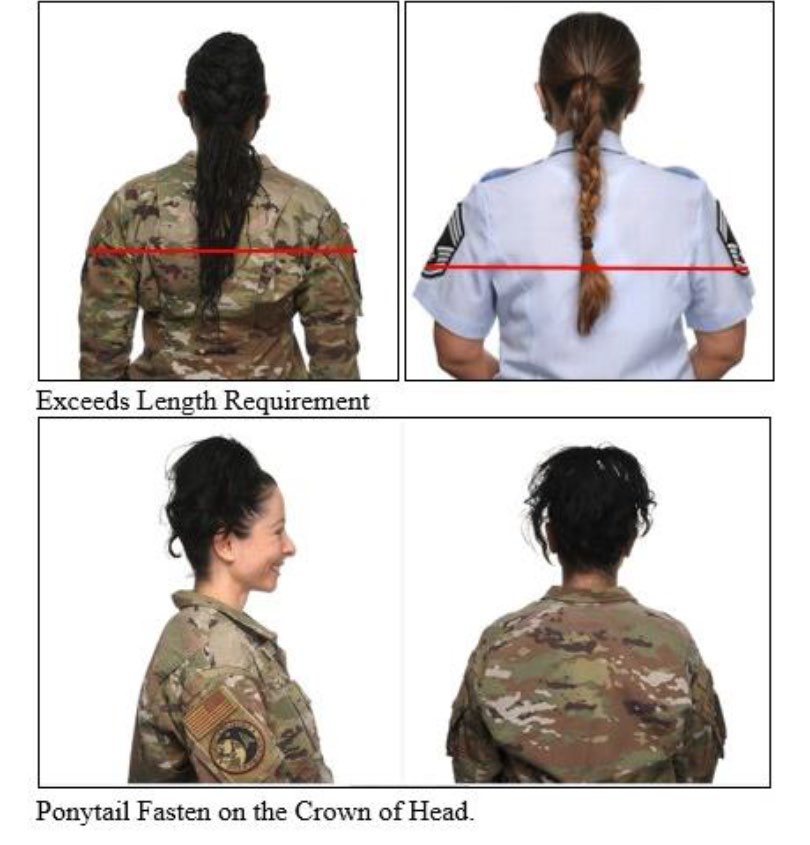 Exceeds Length Requirement
Ponytail Fasten on the Crown of Head.